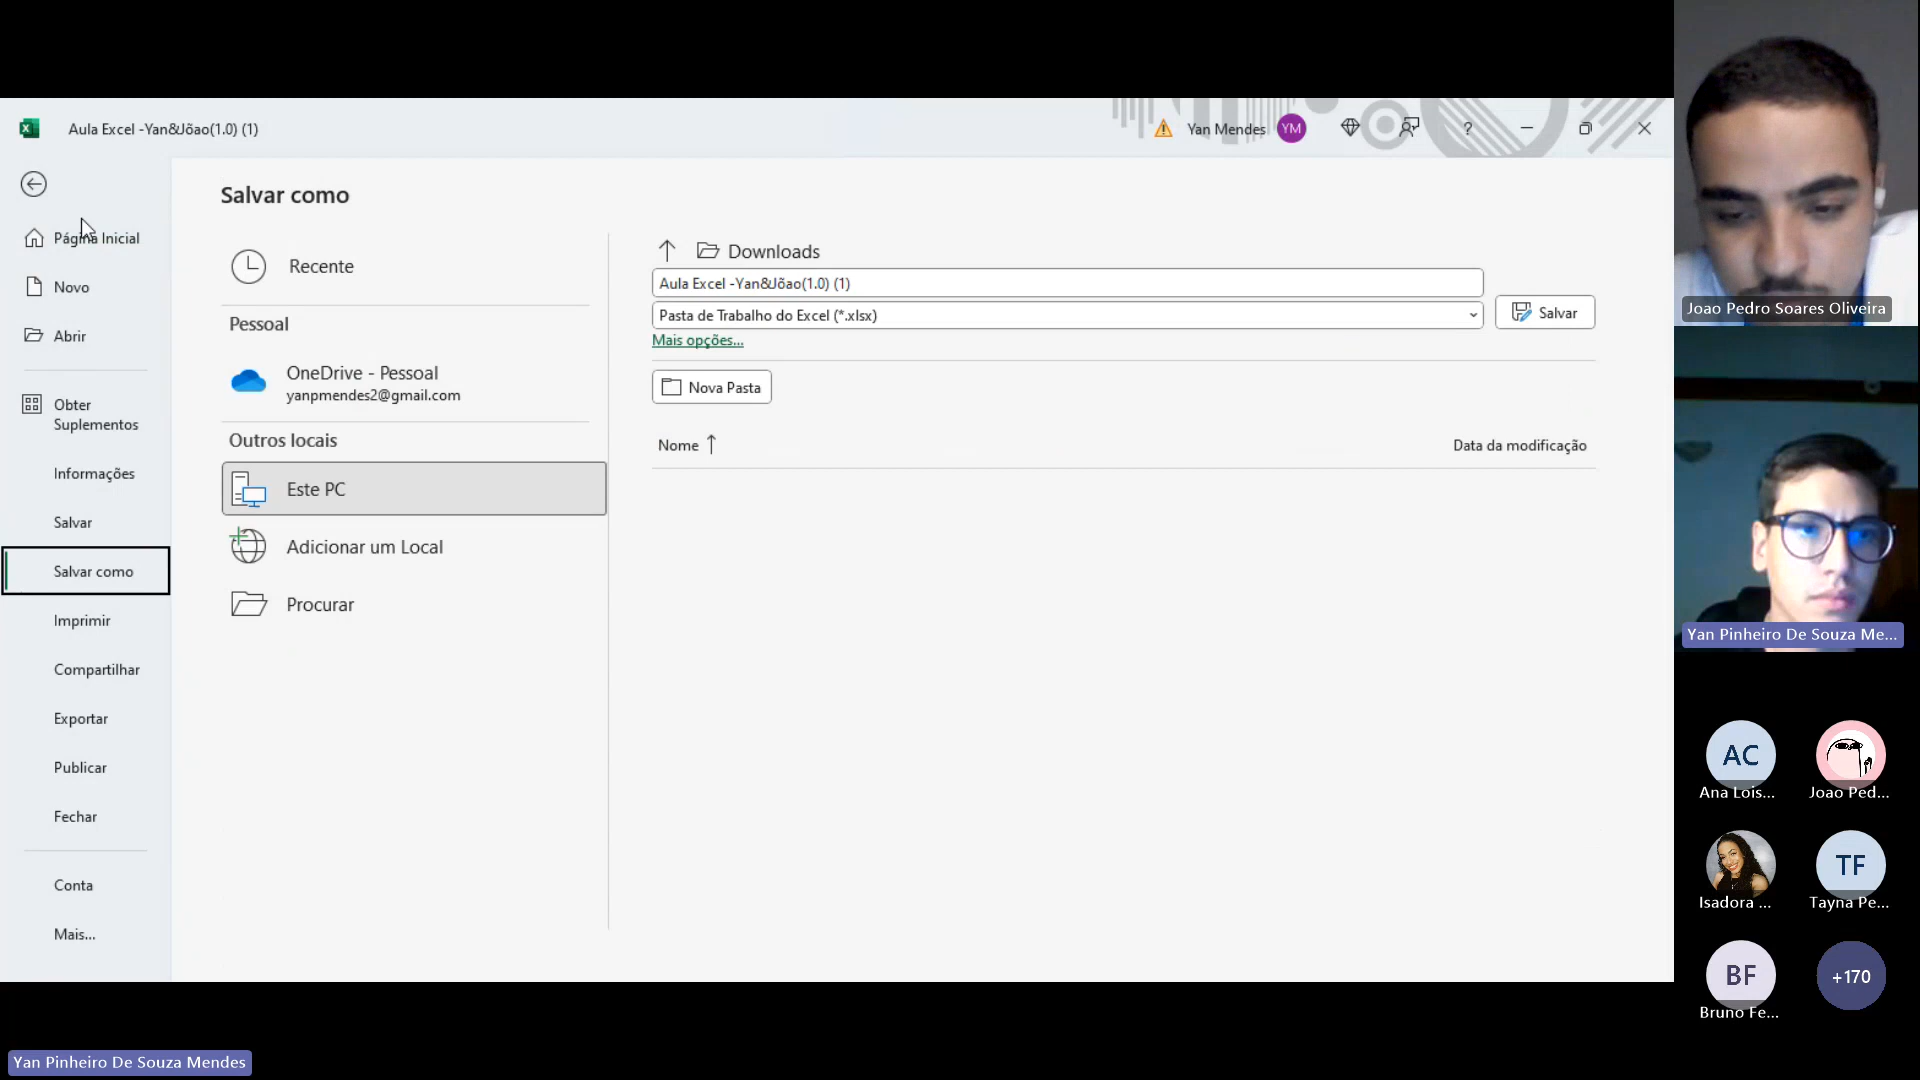 Aula Excel -Yan&Jõao(1.0) (1)
Yan Mendes
YM
?
Página Inicial
Novo
Abrir
Obter
Suplementos
Informações
Salvar
Salvar como
Imprimir
Compartilhar
Exportar
Publicar
Fechar
Conta
Mais...
Salvar como
Recente
Pessoal
OneDrive - Pessoal
yanpmendes2@gmail.com
Outros locais
Este PC
Adicionar um Local
Procurar
Downloads
Aula Excel -Yan&Jõao(1.0) (1)
Pasta de Trabalho do Excel (*.xlsx)
Salvar
Mais opções...
Nova Pasta
Nome
Data da modificação
Joao Pedro Soares Oliveira
Yan Pinheiro De Souza Me...
AC
Ana Lois...
Joao Ped...
Isadora ...
TF
Tayna Pe...
BF
Bruno Fe...
+170
Yan Pinheiro De Souza Mendes